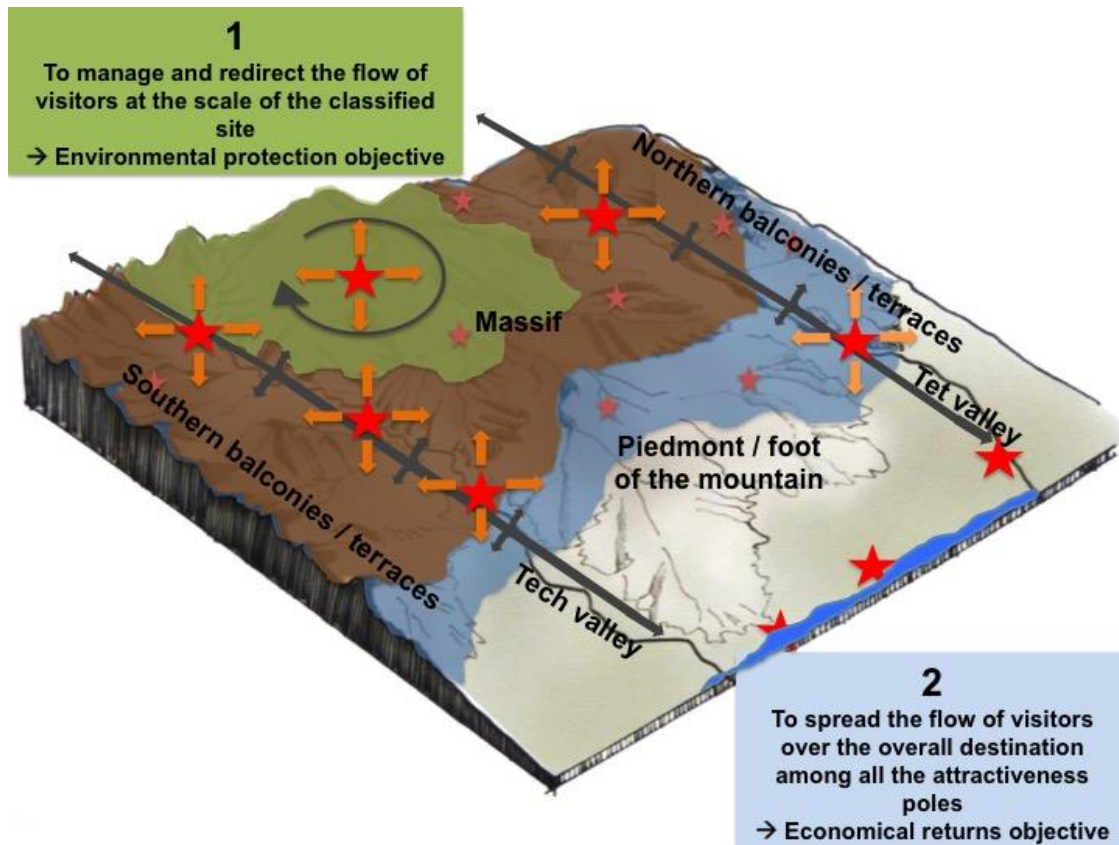 1
To manage and redirect the flow of
visitors at the scale of the classified
site
→ Environmental protection objective
Northern balconies / terraces
Massif
Southern balconies / terraces
Tet valley
Piedmont / foot
of the mountain
Tech valley
2
To spread the flow of visitors
over the overall destination
among all the attractiveness
poles
→ Economical returns objective